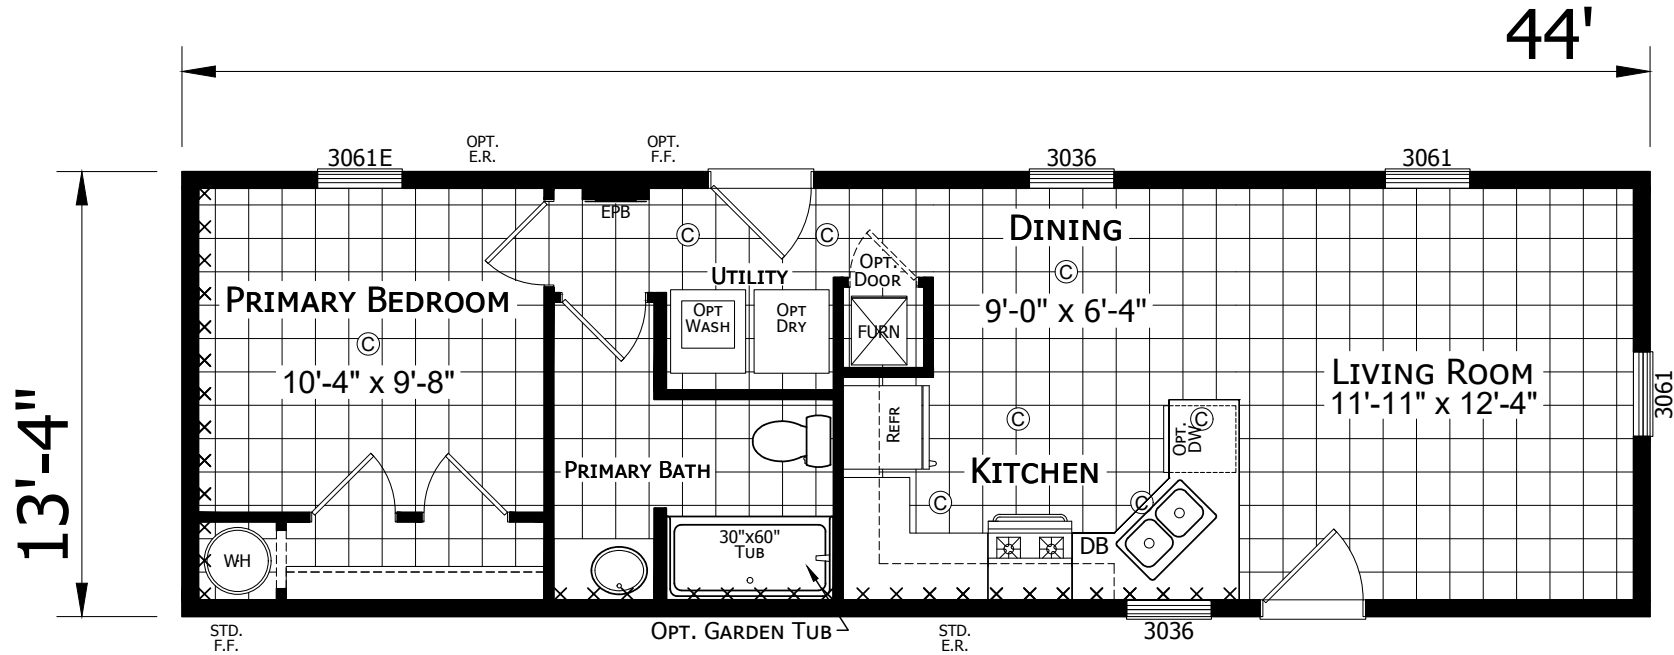 44'
OPT.
E.R.
OPT.
F.F.
3061E
3036
3061
13'-4"
EPB
C
C
DINING
C
9'-0" x 6'-4"
UTILITY
OPT.
DOOR
OPT
WASH
OPT
DRY
FURN
PRIMARY BEDROOM
C
10'-4" x 9'-8"
LIVING ROOM
11'-11" x 12'-4"
3061
REFR
C
OPT.
DW
C
KITCHEN
C
C
PRIMARY BATH
WH
30"x60"
TUB
DB
STD.
F.F.
OPT. GARDEN TUB
STD.
E.R.
3036